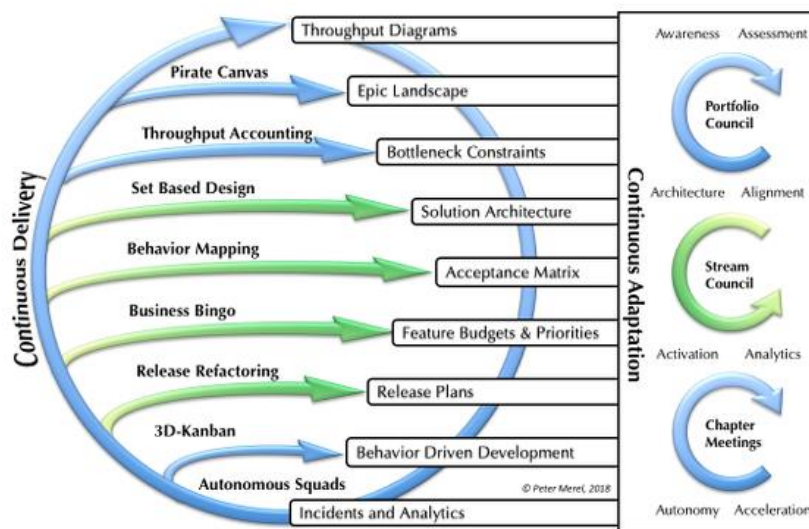 Throughput Diagrams
Pirate Canvas
Epic Landscape
Throughput Accounting
Bottleneck Constraints
Set Based Design
Solution Architecture
Behavior Mapping
Acceptance Matrix
Business Bingo
Feature Budgets & Priorities
Release Refactoring
Release Plans
3D-Kanban
Behavior Driven Development
Autonomous Squads
© Peter Merel, 2018
Incidents and Analytics
Continuous Delivery
Continuous Adaptation
Awareness Assessment
Portfolio
Council
Architecture Alignment
Stream
Council
Activation Analytics
Chapter
Meetings
Autonomy Acceleration